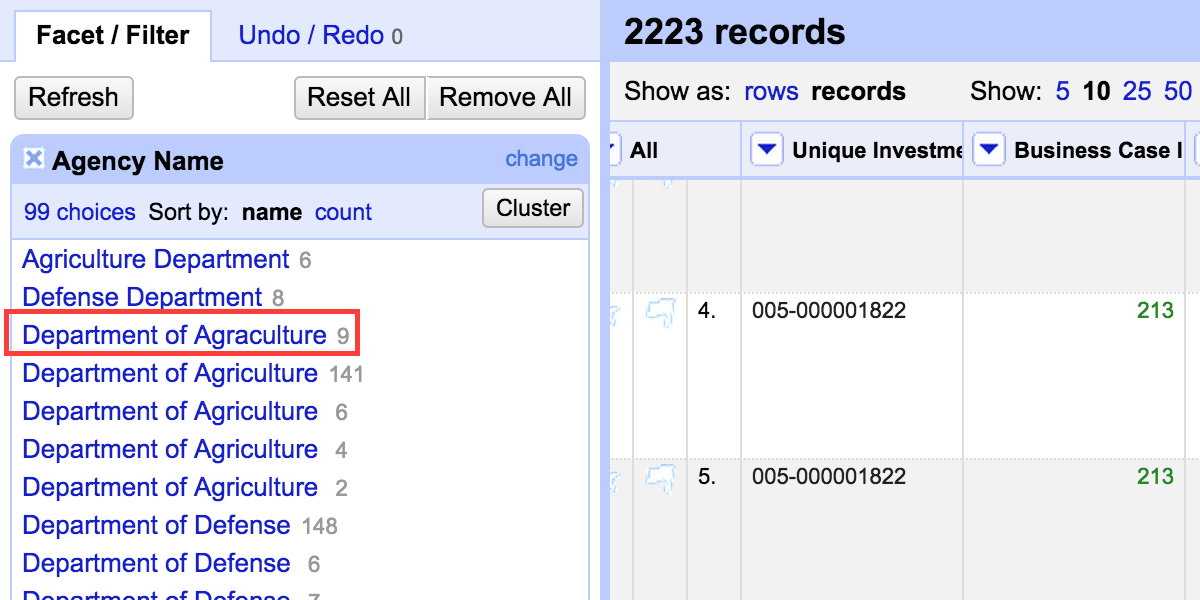 Facet / Filter Undo / Redo 0
Refresh Reset All Remove All
Agency Name change
99 choices Sort by: name count Cluster
Agriculture Department 6
Defense Department 8
Department of Agraculture 9
Department of Agriculture 141
Department of Agriculture 6
Department of Agriculture 4
Department of Agriculture 2
Department of Defense 148
Department of Defense 6
Department of Defense 7
2223 records
Show as: rows records Show: 5 10 25 50
All Unique Investme Business Case I
4. 005-000001822 213
5. 005-000001822 213